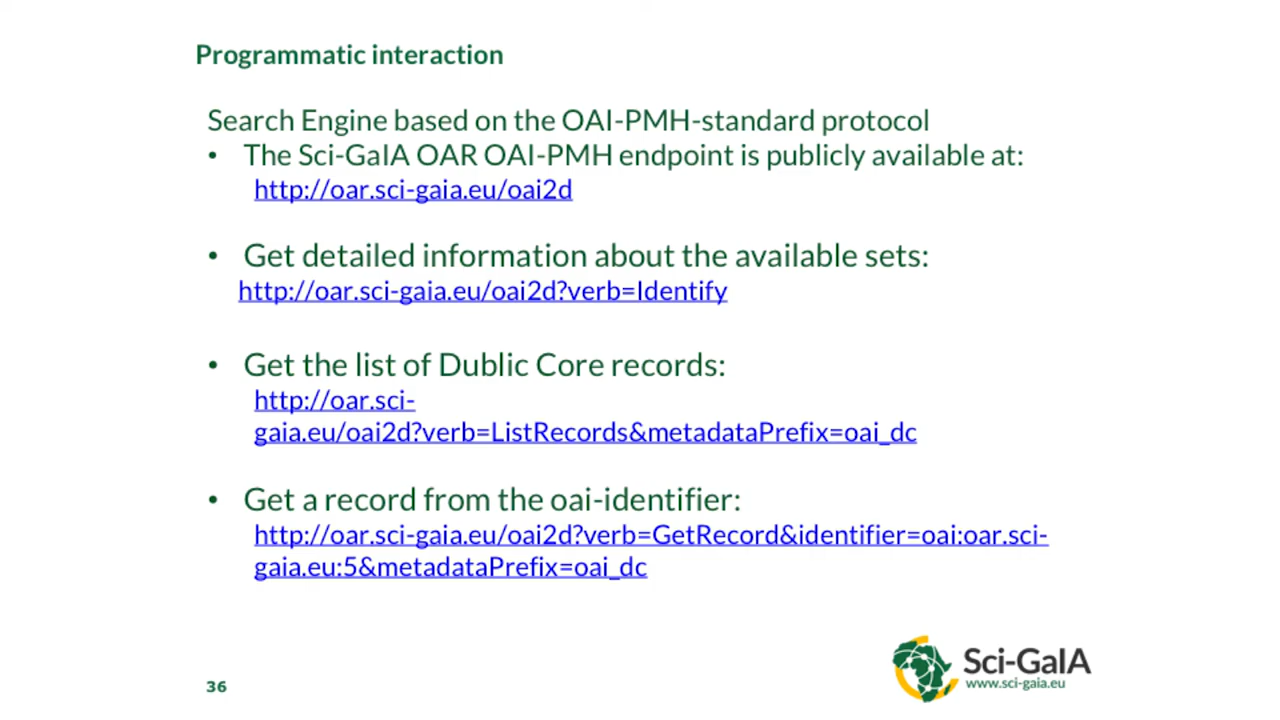 Programmatic interaction
Search Engine based on the OAI-PMH-standard protocol
• The Sci-GaIA OAR OAI-PMH endpoint is publicly available at:
http://oar.sci-gaia.eu/oai2d
• Get detailed information about the available sets:
http://oar.sci-gaia.eu/oai2d?verb=Identify
• Get the list of Dublic Core records:
http://oar.sci-
gaia.eu/oai2d?verb=ListRecords&metadataPrefix=oai_dc
• Get a record from the oai-identifier:
http://oar.sci-gaia.eu/oai2d?verb=GetRecord&identifier=oai:oar.sci-
gaia.eu:5&metadataPrefix=oai_dc
Sci-GaIA
www.sci-gaia.eu
36